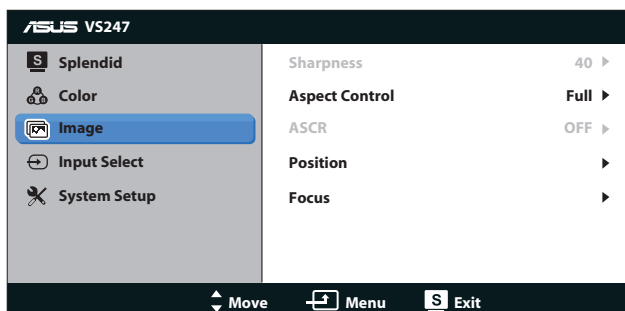 ASUS VS247
S Splendid
Color
Image
Input Select
System Setup
Sharpness 40
Aspect Control Full
ASCR OFF
Position
Focus
Move Menu S Exit